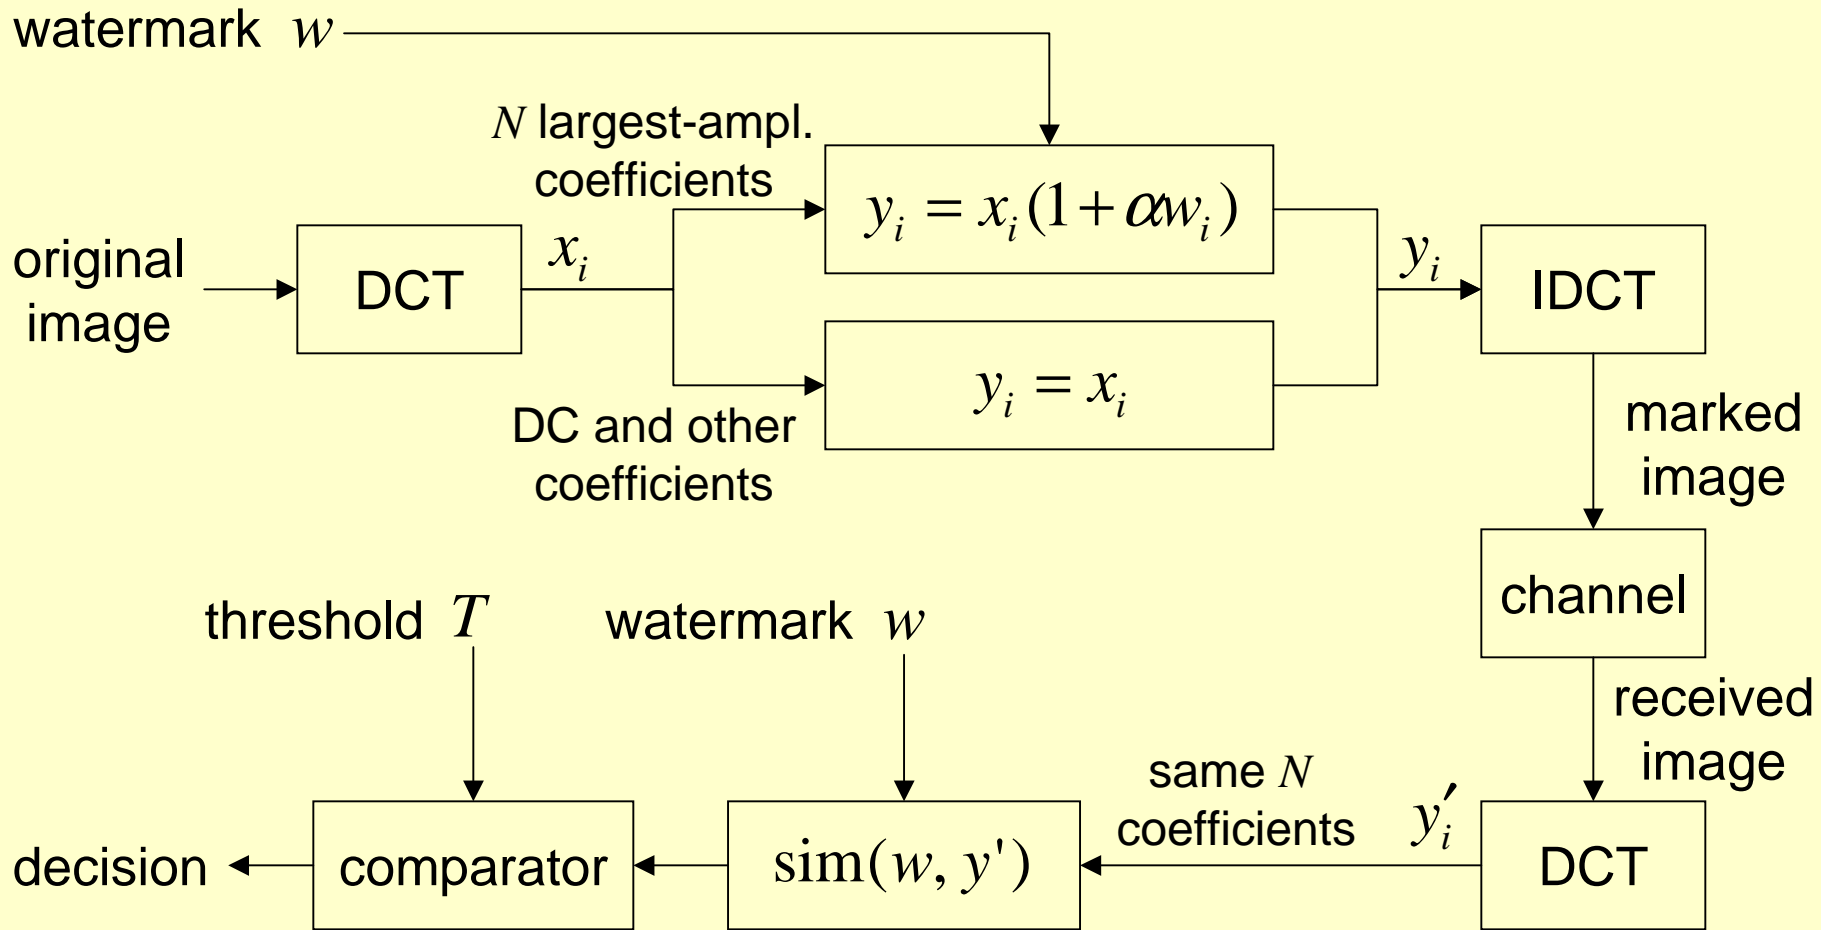 watermark w
N largest-ampl.
coefficients
y_i = x_i(1+αw_i)
original
image
DCT
x_i
y_i
IDCT
y_i = x_i
DC and other
coefficients
marked
image
channel
threshold T
watermark w
received
image
same N
coefficients
y'_i
decision
comparator
sim(w, y')
DCT